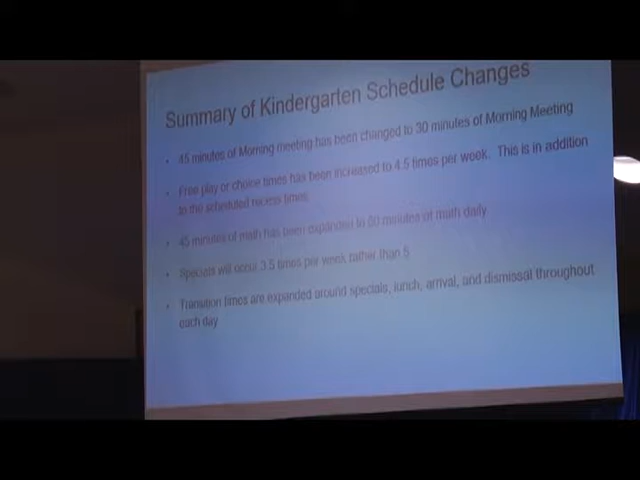 Summary of Kindergarten Schedule Changes
45 minutes of Morning meeting has been changed to 30 minutes of Morning Meeting
Free play or choice times has been increased to 4.5 times per week. This is in addition
to the scheduled recess times.
45 minutes of math has been expanded to 60 minutes of math daily
Specials will occur 3.5 times per week rather than 5
Transition times are expanded around specials, lunch, arrival, and dismissal throughout
each day